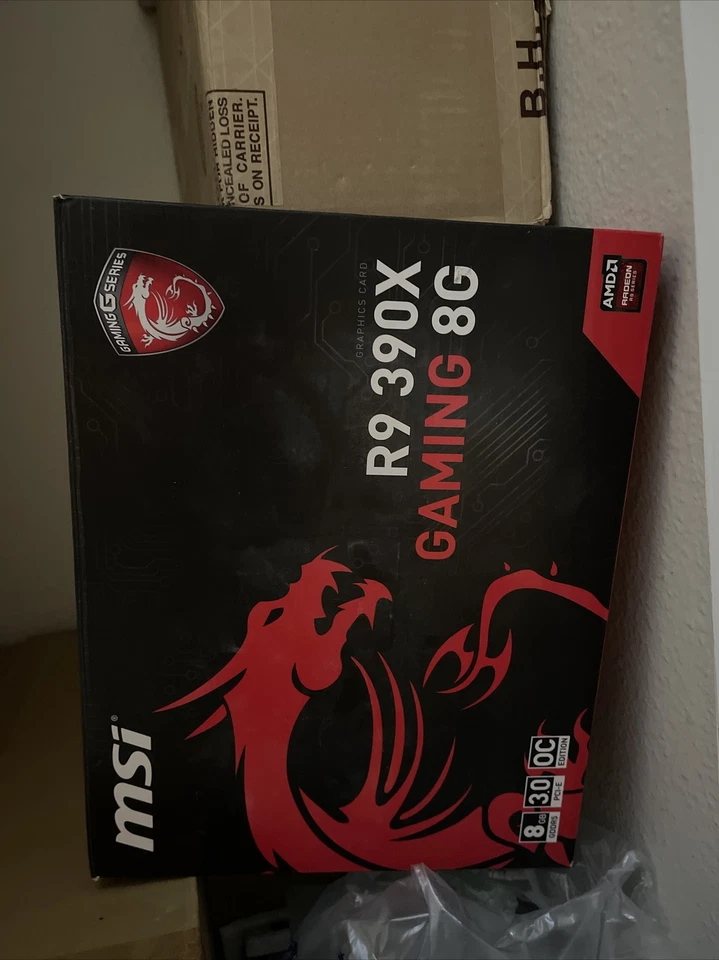 NCEALED LOSS
OF CARRIER.
S ON RECEIPT.
B.H.
msi®
GAMING G SERIES
GRAPHICS CARD
R9 390X
GAMING 8G
AMD
RADEON
R9 SERIES
8 GB
GDDR5
3.0
PCI-E
OC
EDITION